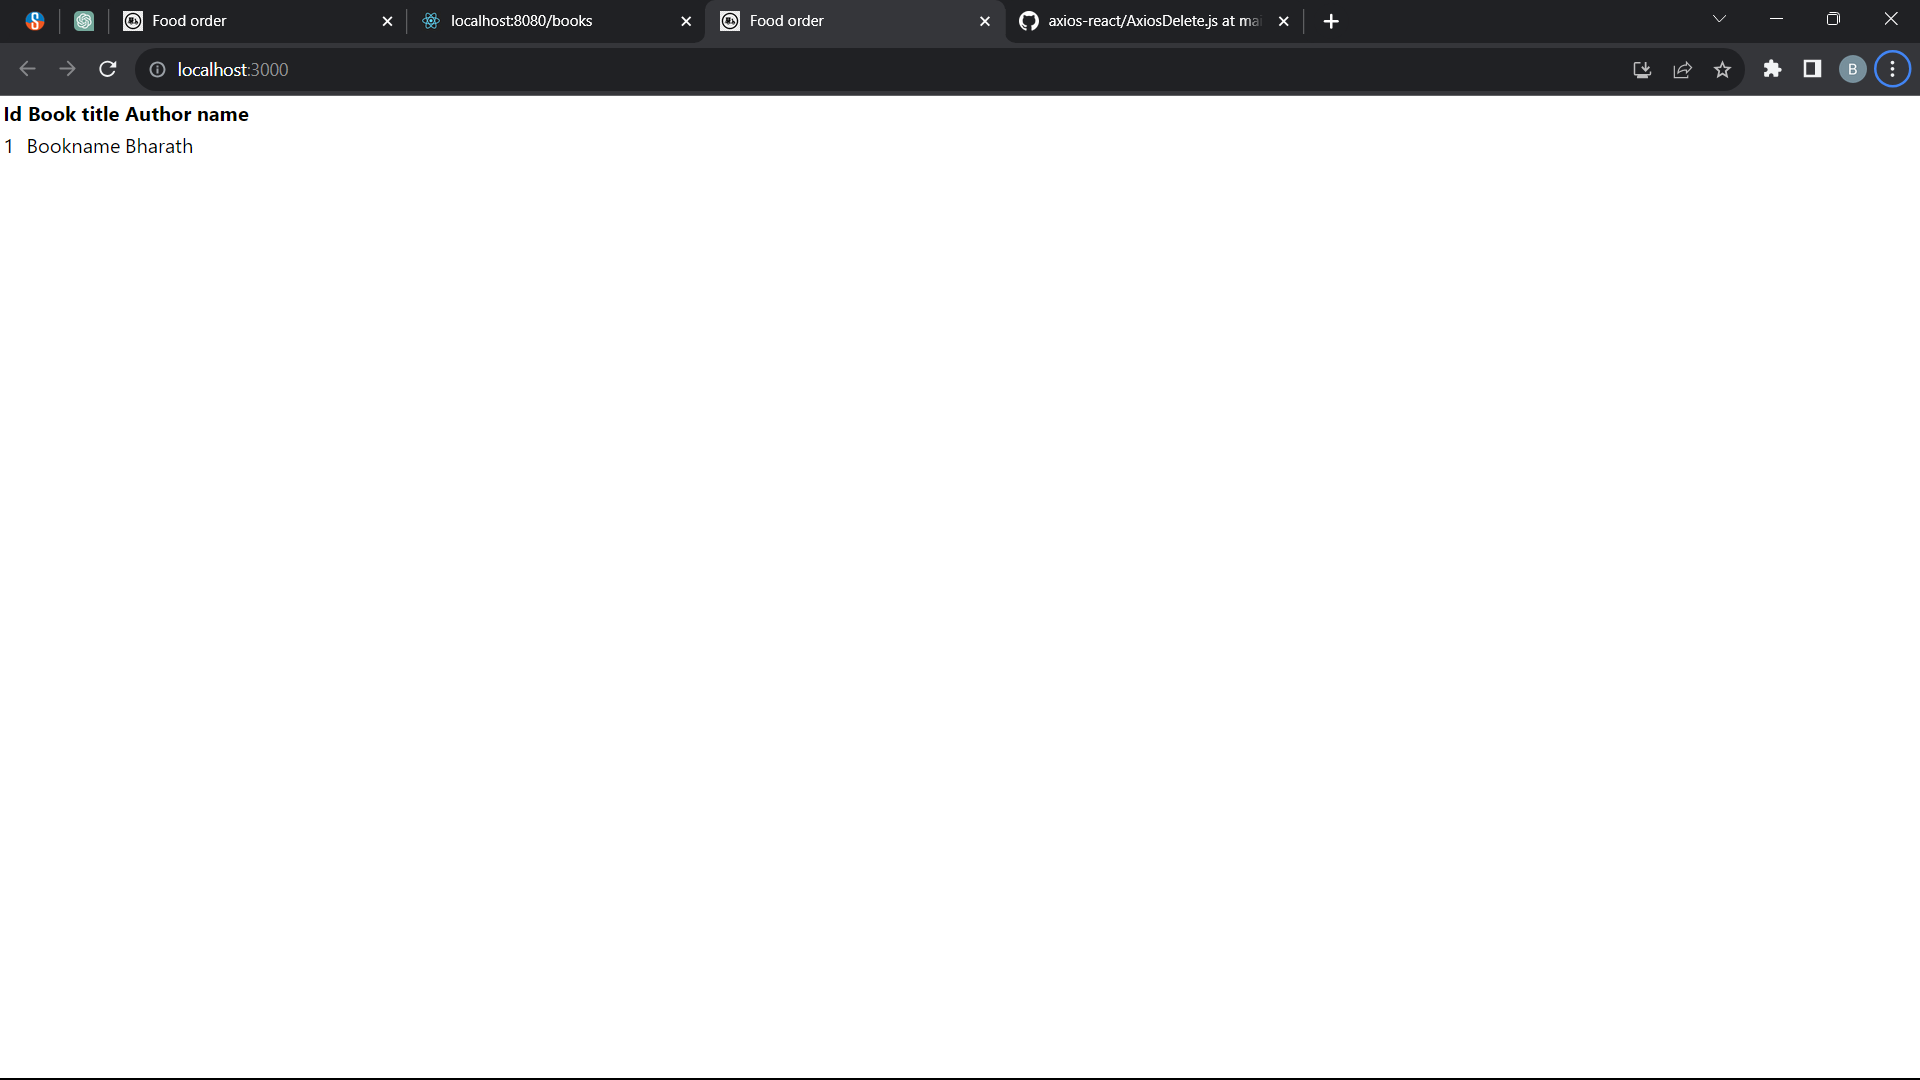 Food order
localhost:8080/books
Food order
axios-react/AxiosDelete.js at mai
localhost:3000
B
Id Book title Author name
1 Bookname Bharath